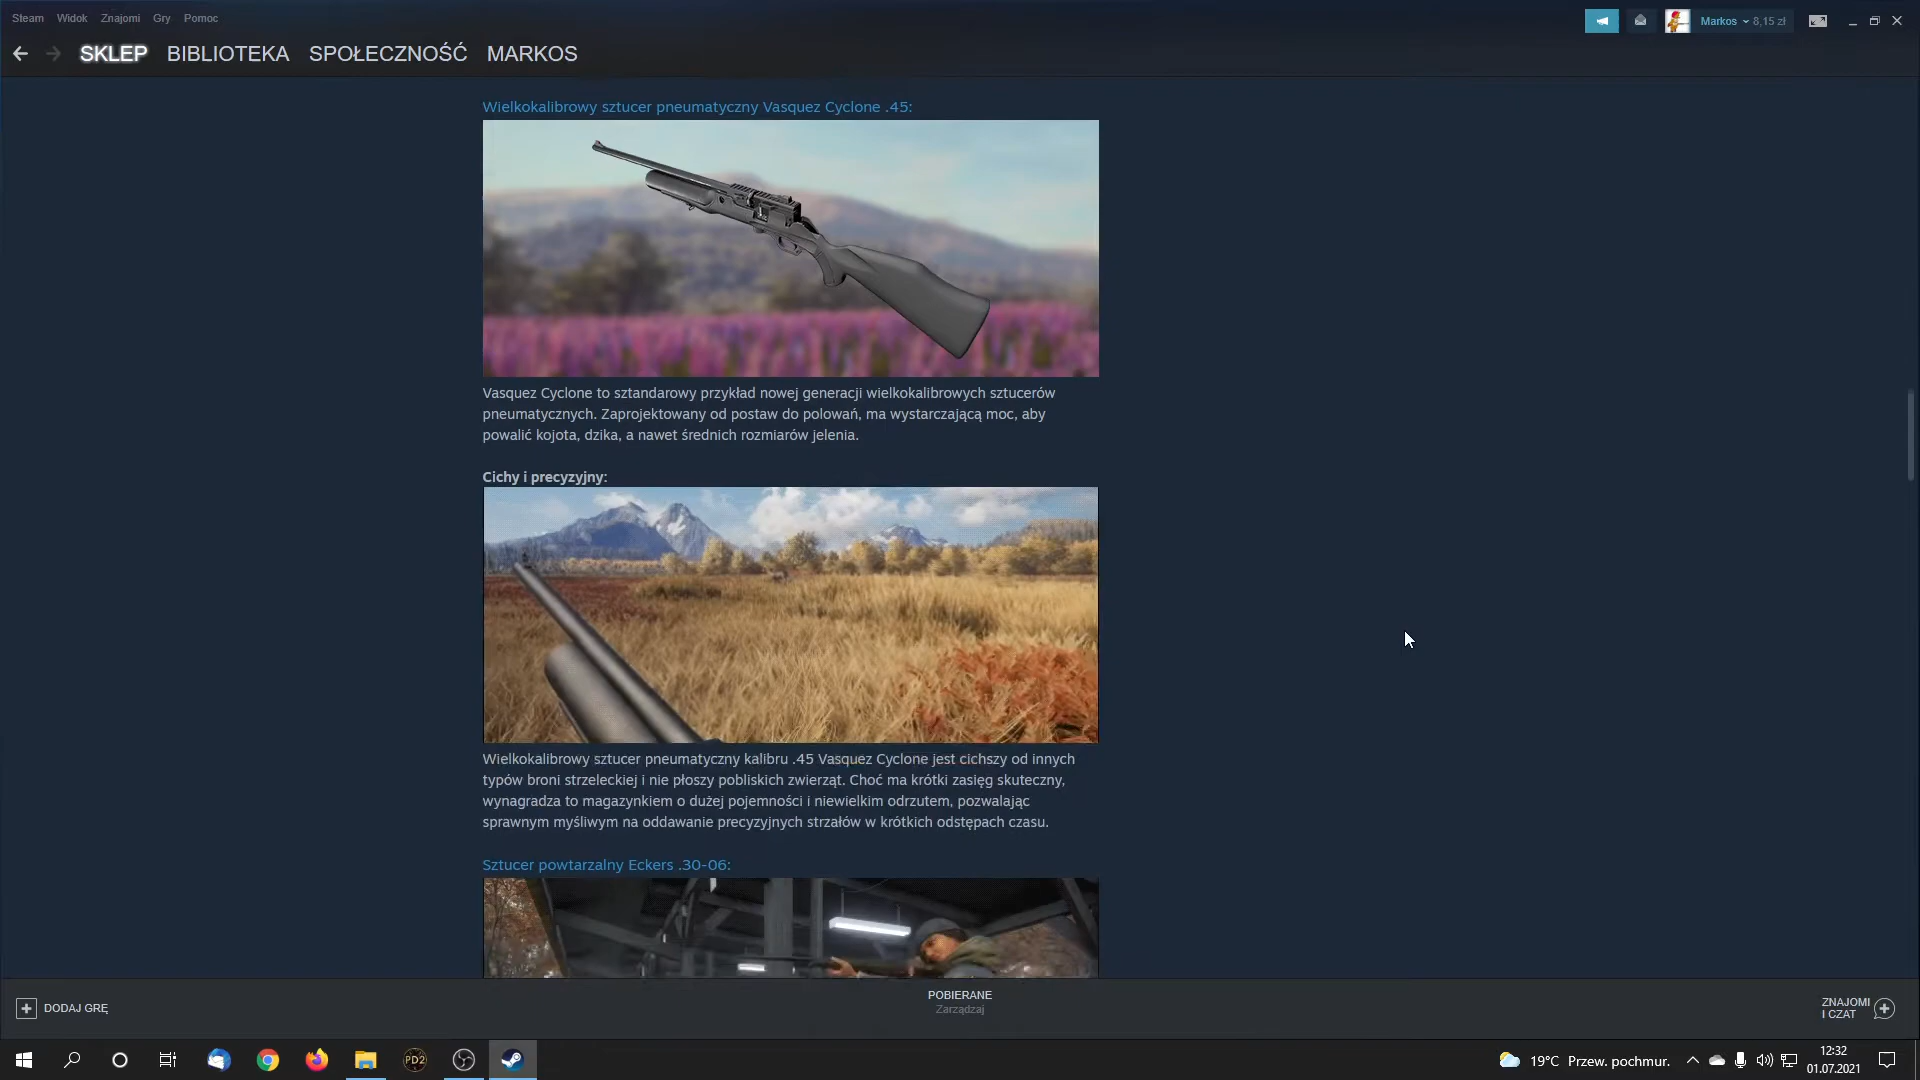 Steam Widok Znajomi Gry Pomoc
Markos 8,15 zł
SKLEP BIBLIOTEKA SPOŁECZNOŚĆ MARKOS
Wielkokalibrowy sztucer pneumatyczny Vasquez Cyclone .45:
Vasquez Cyclone to sztandarowy przykład nowej generacji wielkokalibrowych sztucerów
pneumatycznych. Zaprojektowany od postaw do polowań, ma wystarczającą moc, aby
powalić kojota, dzika, a nawet średnich rozmiarów jelenia.
Cichy i precyzyjny:
Wielkokalibrowy sztucer pneumatyczny kalibru .45 Vasquez Cyclone jest cichszy od innych
typów broni strzeleckiej i nie płoszy pobliskich zwierząt. Choć ma krótki zasięg skuteczny,
wynagradza to magazynkiem o dużej pojemności i niewielkim odrzutem, pozwalając
sprawnym myśliwym na oddawanie precyzyjnych strzałów w krótkich odstępach czasu.
Sztucer powtarzalny Eckers .30-06:
DODAJ GRĘ
POBIERANE
Zarządzaj
ZNAJOMI
I CZAT
PD2
19°C Przew. pochmur.
12:32
01.07.2021